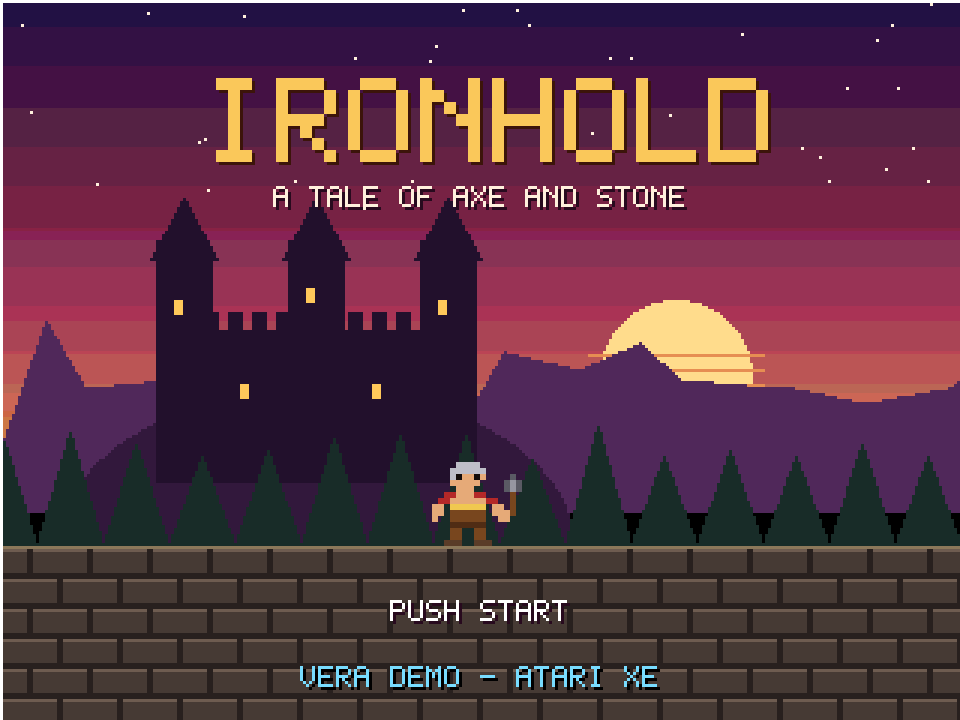 IRONHOLD
A TALE OF AXE AND STONE
PUSH START
VERA DEMO - ATARI XE